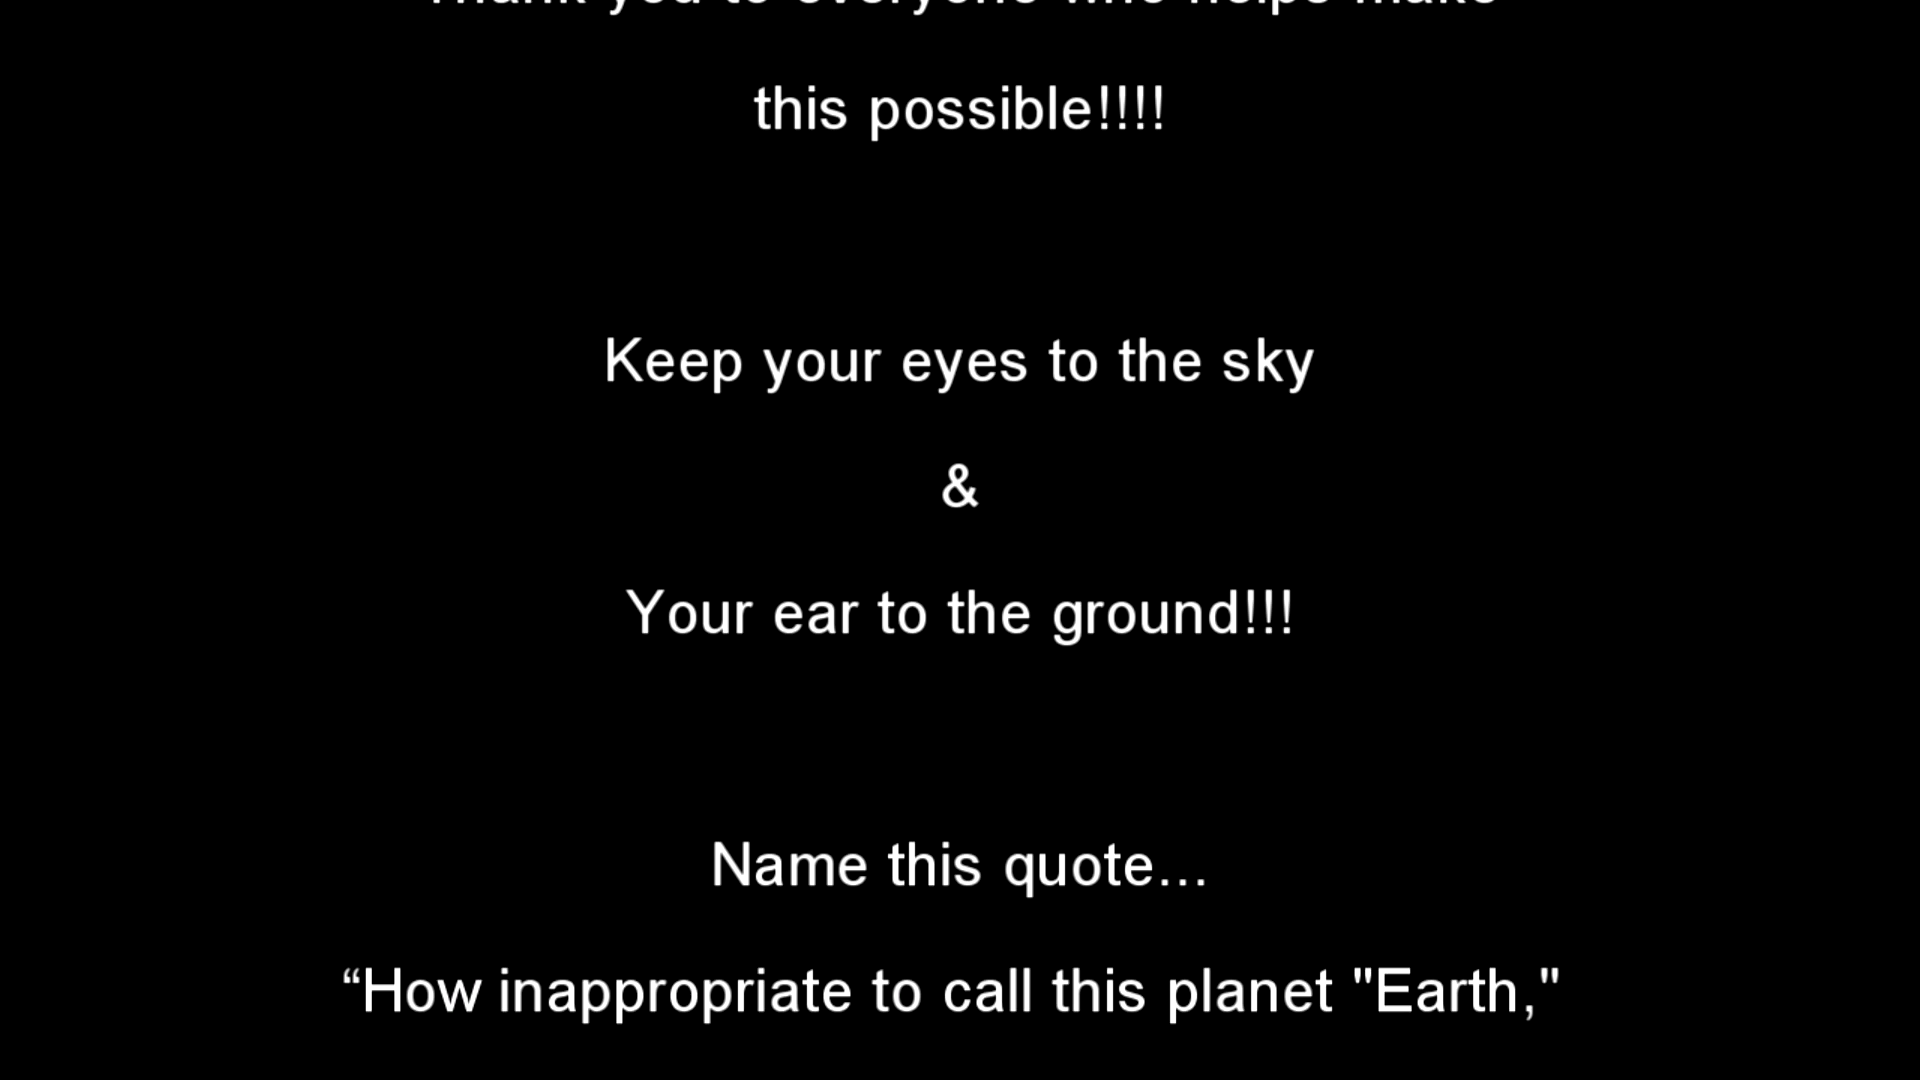 Thank you to everyone who helps make
this possible!!!!
Keep your eyes to the sky
&
Your ear to the ground!!!
Name this quote...
“How inappropriate to call this planet "Earth,"